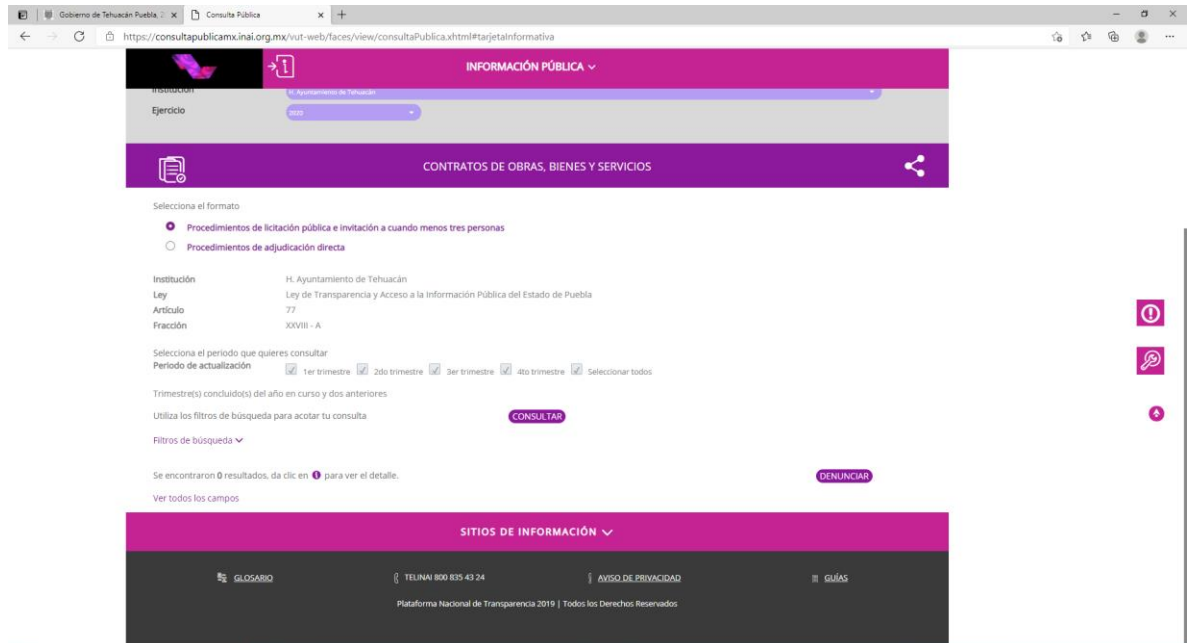 Gobierno de Tehuacán Puebla, 2
Consulta Pública
https://consultapublicamx.inai.org.mx/vut-web/faces/view/consultaPublica.xhtml#tarjetaInformativa
INFORMACIÓN PÚBLICA
Institución H. Ayuntamiento de Tehuacán
Ejercicio 2020
CONTRATOS DE OBRAS, BIENES Y SERVICIOS
Selecciona el formato
Procedimientos de licitación pública e invitación a cuando menos tres personas
Procedimientos de adjudicación directa
Institución H. Ayuntamiento de Tehuacán
Ley Ley de Transparencia y Acceso a la Información Pública del Estado de Puebla
Artículo 77
Fracción XXVIII - A
Selecciona el periodo que quieres consultar
Periodo de actualización 1er trimestre 2do trimestre 3er trimestre 4to trimestre Seleccionar todos
Trimestre(s) concluido(s) del año en curso y dos anteriores
Utiliza los filtros de búsqueda para acotar tu consulta CONSULTAR
Filtros de búsqueda
Se encontraron 0 resultados, da clic en para ver el detalle. DENUNCIAR
Ver todos los campos
SITIOS DE INFORMACIÓN
GLOSARIO TELINAI 800 835 43 24 AVISO DE PRIVACIDAD GUÍAS
Plataforma Nacional de Transparencia 2019 | Todos los Derechos Reservados